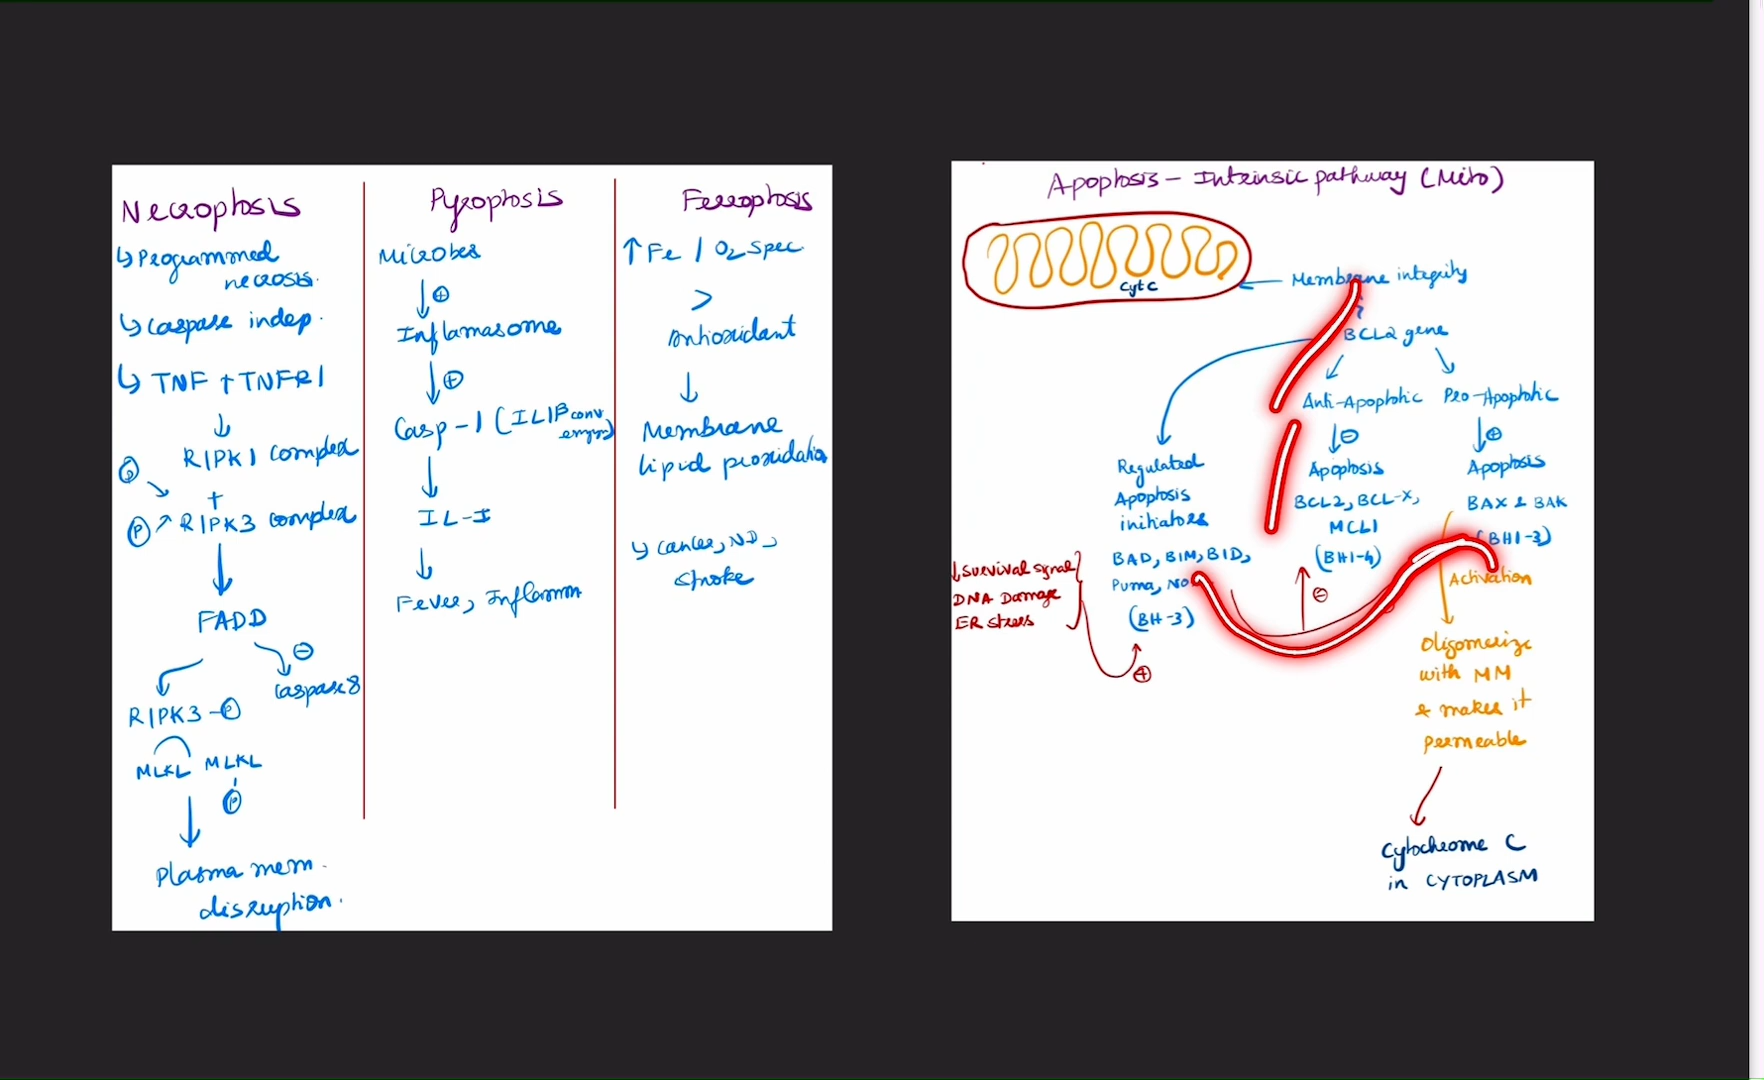 Necroptosis
↳ Programmed
necrosis.
↳ Caspase indep.
↳ TNF ↑ TNFR1
↓
RIPK1 complex
+
RIPK3 complex
P
P
FADD
⊖
Caspase 8
RIPK3-P
MLKL MLKL
P
Plasma mem.
disruption.
Pyroptosis
Microbes
↓ ⊕
Inflamasome
↓ ⊕
Casp-1 (IL1β conv
enzym)
↓
IL-I
↓
Fever, Inflamm
Ferroptosis
↑ Fe / O2 spec.
>
antioxidant
↓
Membrane
lipid peroxidation
↳ cancer, ND,
stroke
Apoptosis - Intrinsic pathway (Mito)
Cyt C
Membrane integrity
BCL2 gene
Anti-Apoptotic
Pro-Apoptotic
↓ ⊖
↓ ⊕
Regulated
Apoptosis
initiators
BAD, BIM, BID,
Puma,
(BH-3)
Apoptosis
BCL2, BCL-X,
MCL1
(BH1-4)
Apoptosis
BAX & BAK
(BH1-3)
↓ survival signal
DNA Damage
ER stress
⊕
⊖
Activation
Oligomerize
with MM
& makes it
permeable
Cytochrome C
in CYTOPLASM